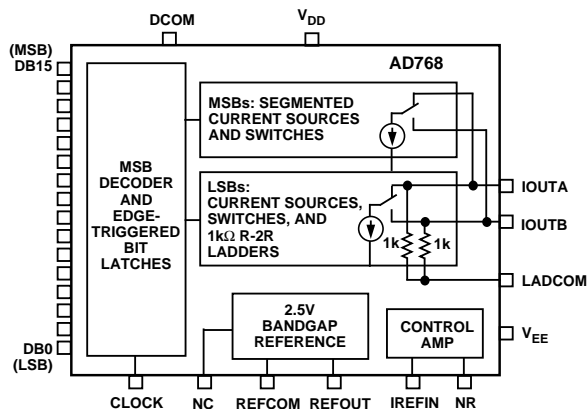 DCOM
V_DD
(MSB)
DB15
AD768
MSBs: SEGMENTED
CURRENT SOURCES
AND SWITCHES
MSB
DECODER
AND
EDGE-
TRIGGERED
BIT
LATCHES
LSBs:
CURRENT SOURCES,
SWITCHES, AND
1kΩ R-2R
LADDERS
1k
1k
IOUTA
IOUTB
LADCOM
2.5V
BANDGAP
REFERENCE
CONTROL
AMP
V_EE
DB0
(LSB)
CLOCK
NC
REFCOM
REFOUT
IREFIN
NR